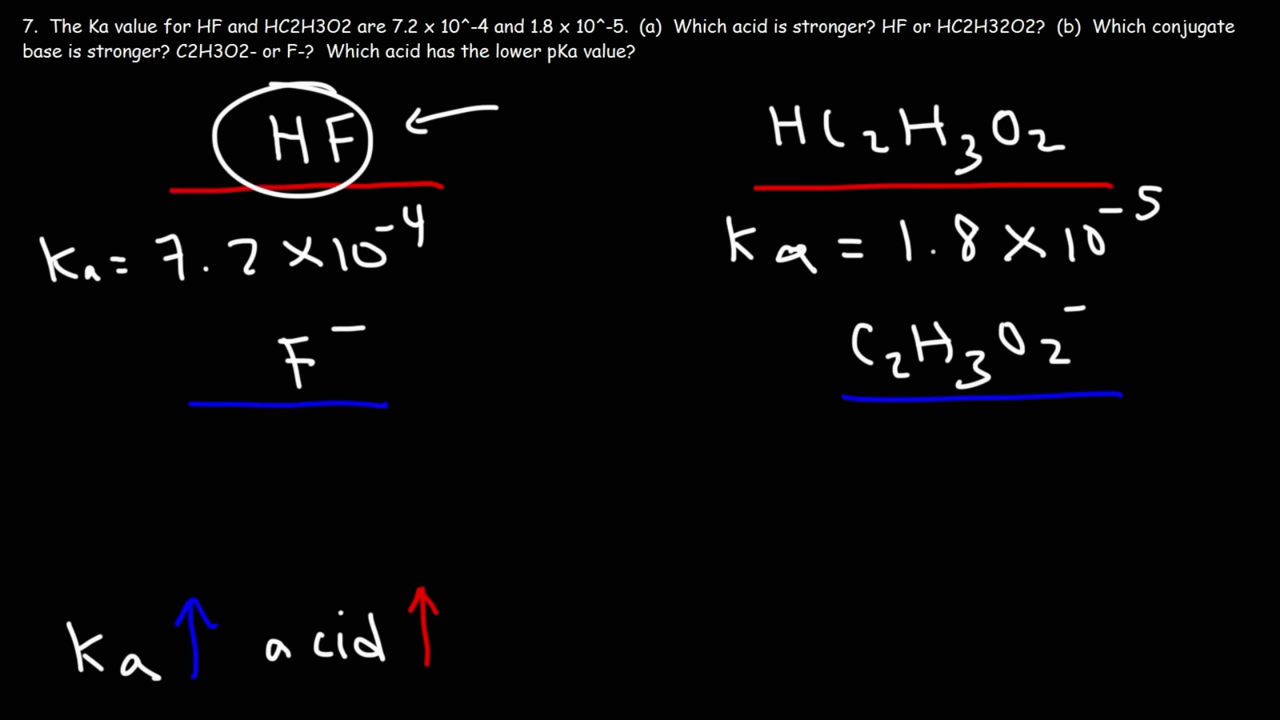 7. The Ka value for HF and HC2H3O2 are 7.2 x 10^-4 and 1.8 x 10^-5. (a) Which acid is stronger? HF or HC2H32O2? (b) Which conjugate
base is stronger? C2H3O2- or F-? Which acid has the lower pKa value?
HF ←
HC₂H₃O₂
Ka = 7.2 × 10⁻⁴
Ka = 1.8 × 10⁻⁵
F⁻
C₂H₃O₂⁻
Ka ↑ acid ↑